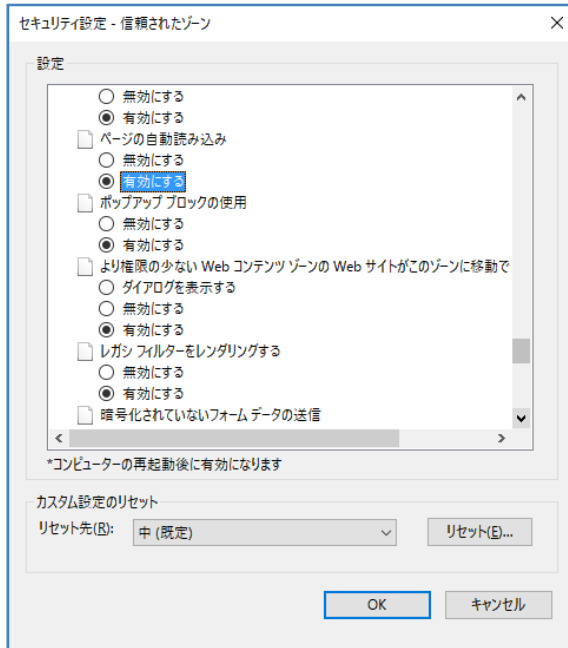 セキュリティ設定 - 信頼されたゾーン
設定
無効にする
有効にする
ページの自動読み込み
無効にする
有効にする
ポップアップ ブロックの使用
無効にする
有効にする
より権限の少ない Web コンテンツ ゾーンの Web サイトがこのゾーンに移動で
ダイアログを表示する
無効にする
有効にする
レガシ フィルターをレンダリングする
無効にする
有効にする
暗号化されていないフォーム データの送信
*コンピューターの再起動後に有効になります
カスタム設定のリセット
リセット先(R): 中 (既定) リセット(E)...
OK キャンセル